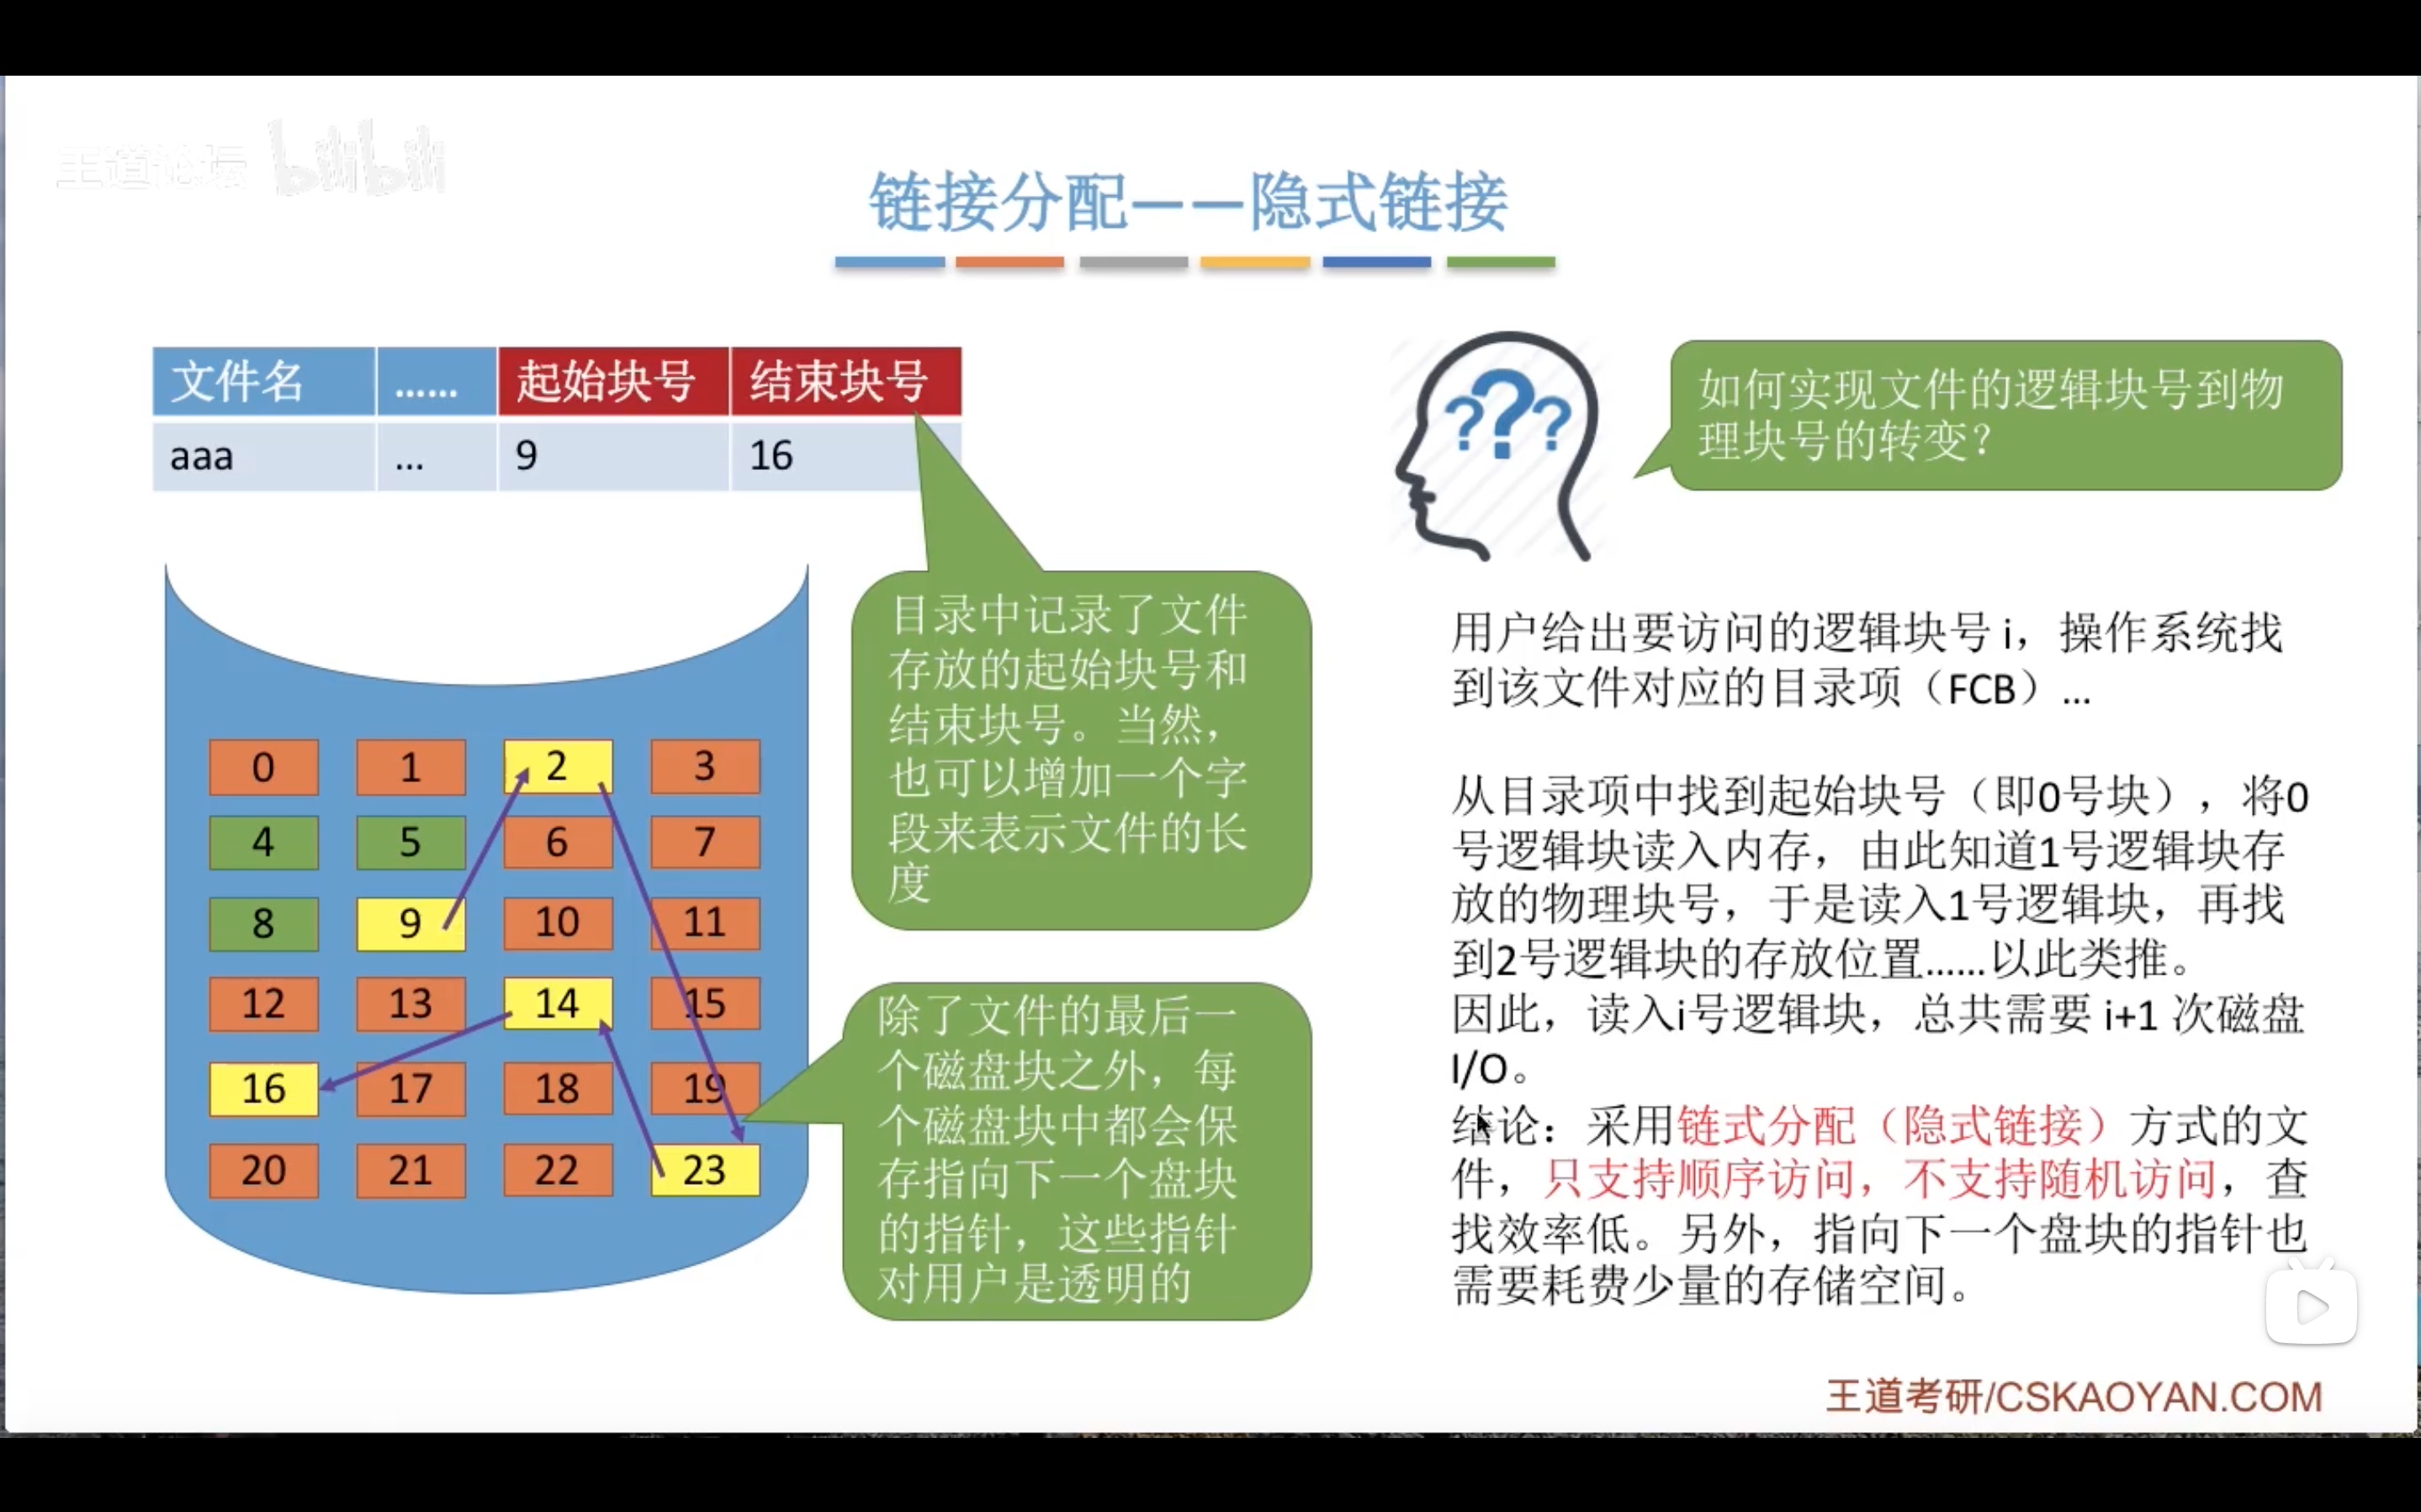 王道论坛 bilibili
链接分配——隐式链接
文件名 …… 起始块号 结束块号
aaa … 9 16
目录中记录了文件
存放的起始块号和
结束块号。当然，
也可以增加一个字
段来表示文件的长
度
0 1 2 3
4 5 6 7
8 9 10 11
12 13 14 15
16 17 18 19
20 21 22 23
除了文件的最后一
个磁盘块之外，每
个磁盘块中都会保
存指向下一个盘块
的指针，这些指针
对用户是透明的
???
如何实现文件的逻辑块号到物
理块号的转变？
用户给出要访问的逻辑块号 i，操作系统找
到该文件对应的目录项（FCB）…
从目录项中找到起始块号（即0号块），将0
号逻辑块读入内存，由此知道1号逻辑块存
放的物理块号，于是读入1号逻辑块，再找
到2号逻辑块的存放位置……以此类推。
因此，读入i号逻辑块，总共需要 i+1 次磁盘
I/O。
结论：采用链式分配（隐式链接）方式的文
件，只支持顺序访问，不支持随机访问，查
找效率低。另外，指向下一个盘块的指针也
需要耗费少量的存储空间。
王道考研/CSKAOYAN.COM